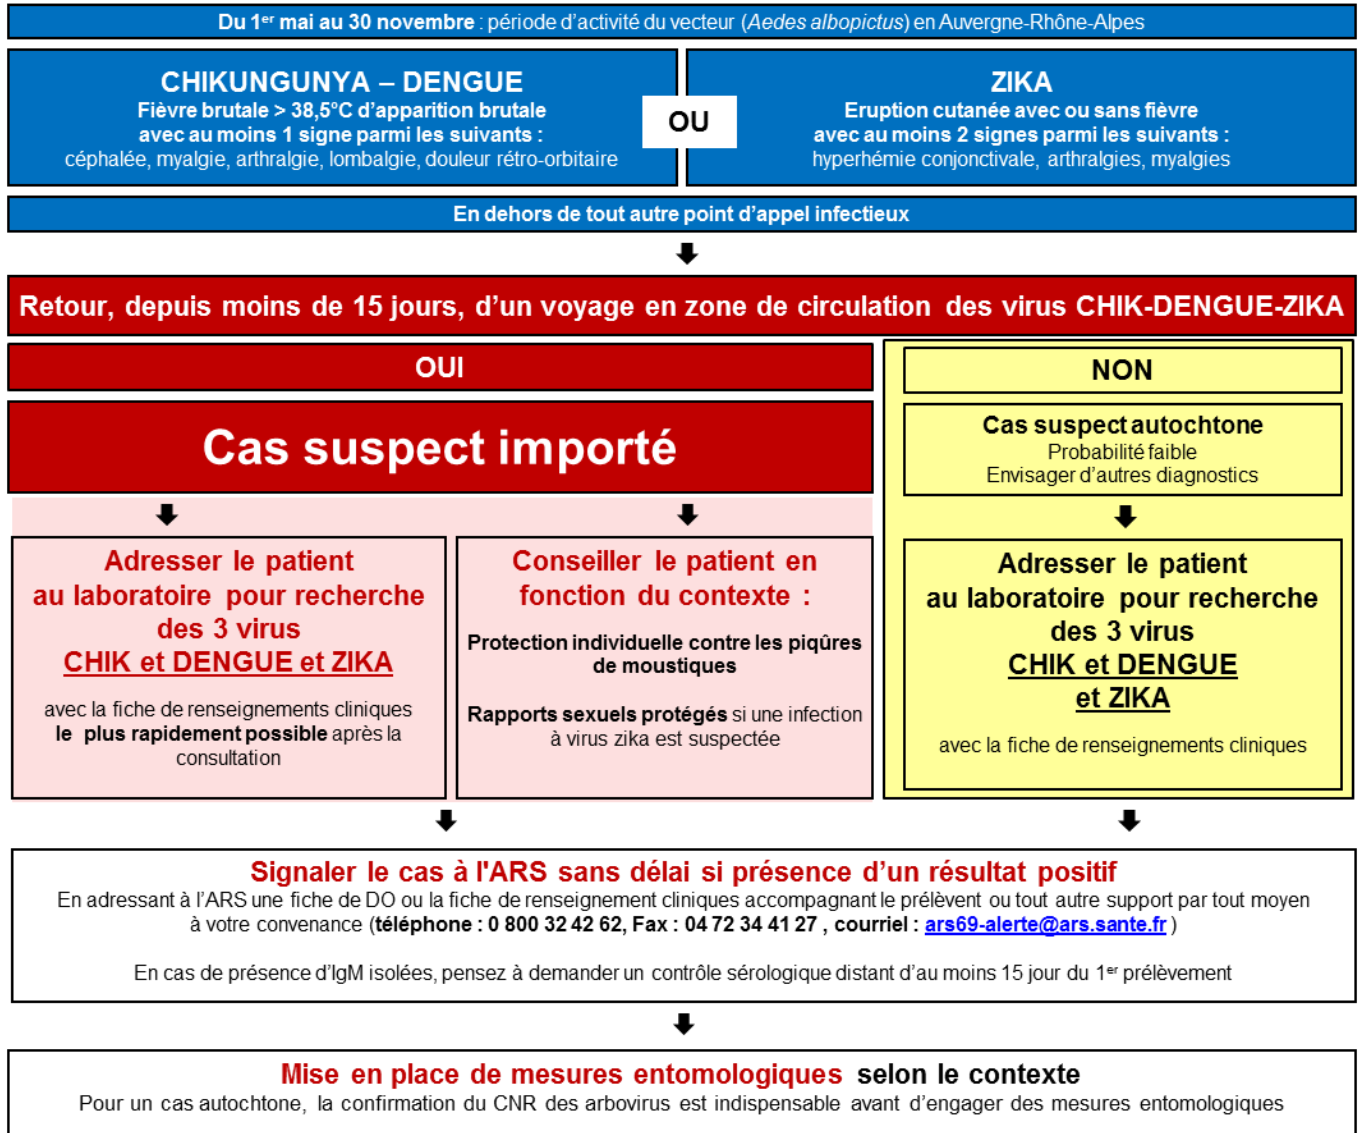 Du 1er mai au 30 novembre : période d’activité du vecteur (Aedes albopictus) en Auvergne-Rhône-Alpes
CHIKUNGUNYA – DENGUE
Fièvre brutale > 38,5°C d’apparition brutale
avec au moins 1 signe parmi les suivants :
céphalée, myalgie, arthralgie, lombalgie, douleur rétro-orbitaire
OU
ZIKA
Eruption cutanée avec ou sans fièvre
avec au moins 2 signes parmi les suivants :
hyperhémie conjonctivale, arthralgies, myalgies
En dehors de tout autre point d’appel infectieux
Retour, depuis moins de 15 jours, d’un voyage en zone de circulation des virus CHIK-DENGUE-ZIKA
OUI
Cas suspect importé
Adresser le patient
au laboratoire pour recherche
des 3 virus
CHIK et DENGUE et ZIKA
avec la fiche de renseignements cliniques
le plus rapidement possible après la
consultation
Conseiller le patient en
fonction du contexte :
Protection individuelle contre les piqûres
de moustiques
Rapports sexuels protégés si une infection
à virus zika est suspectée
NON
Cas suspect autochtone
Probabilité faible
Envisager d’autres diagnostics
Adresser le patient
au laboratoire pour recherche
des 3 virus
CHIK et DENGUE
et ZIKA
avec la fiche de renseignements cliniques
Signaler le cas à l'ARS sans délai si présence d’un résultat positif
En adressant à l’ARS une fiche de DO ou la fiche de renseignement cliniques accompagnant le prélèvent ou tout autre support par tout moyen
à votre convenance (téléphone : 0 800 32 42 62, Fax : 04 72 34 41 27 , courriel : ars69-alerte@ars.sante.fr )
En cas de présence d’IgM isolées, pensez à demander un contrôle sérologique distant d’au moins 15 jour du 1er prélèvement
Mise en place de mesures entomologiques selon le contexte
Pour un cas autochtone, la confirmation du CNR des arbovirus est indispensable avant d’engager des mesures entomologiques